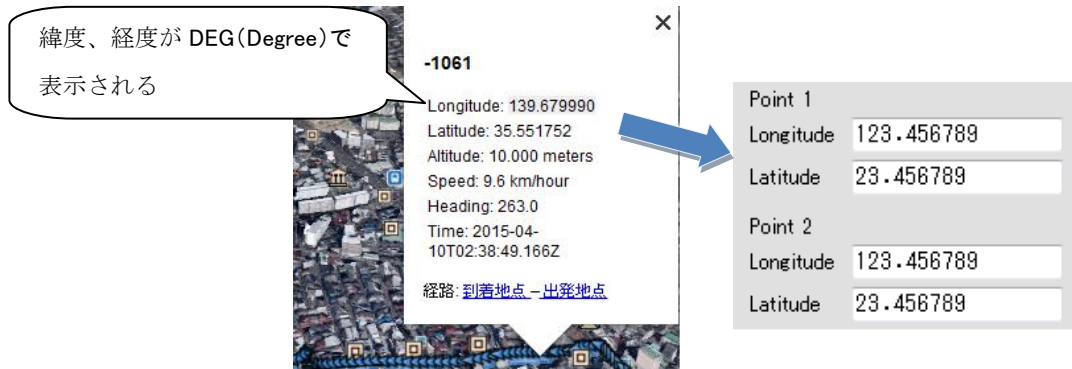 緯度、経度が DEG(Degree)で
表示される
-1061
Longitude: 139.679990
Latitude: 35.551752
Altitude: 10.000 meters
Speed: 9.6 km/hour
Heading: 263.0
Time: 2015-04-
10T02:38:49.166Z
経路: 到着地点 – 出発地点
Point 1
Longitude 123.456789
Latitude 23.456789
Point 2
Longitude 123.456789
Latitude 23.456789